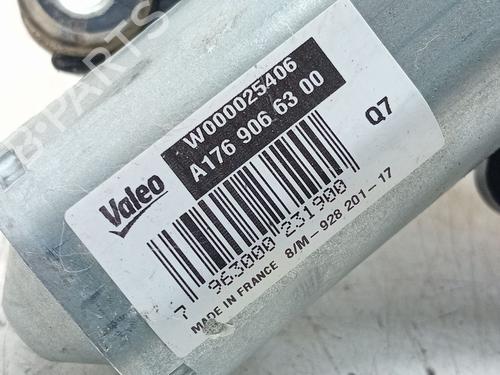 W000025406
A176 906 63 00
Valeo
Q7
7 963000 231900
MADE IN FRANCE 8/M-928 201-17
B-PARTS